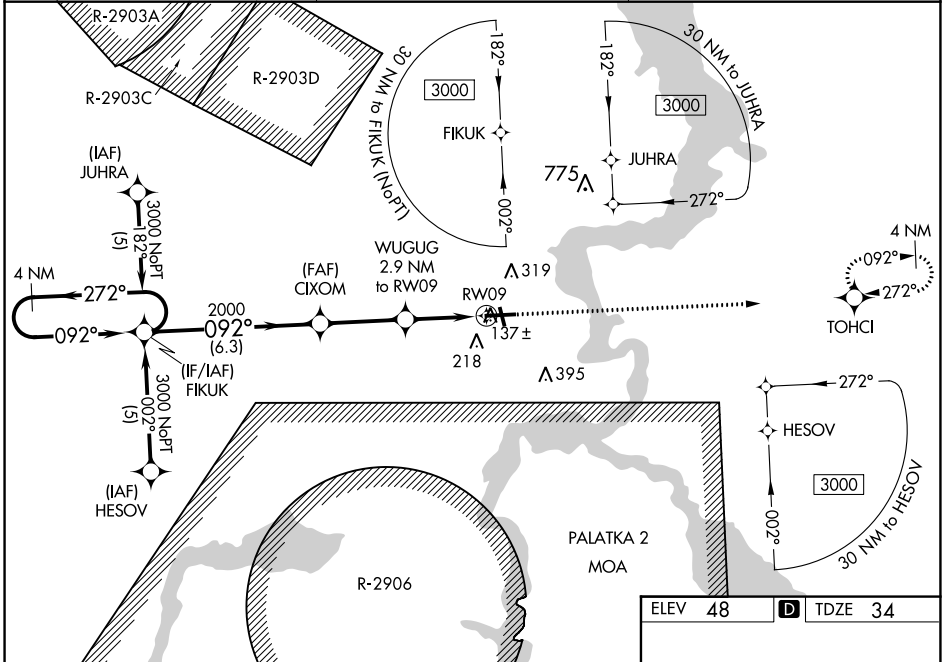 R-2903A
R-2903C
R-2903D
30 NM to FIKUK (NoPT)
3000
182°
FIKUK
002°
30 NM to JUHRA
182°
3000
JUHRA
775
272°
(IAF)
JUHRA
3000 NoPT
182°
(5)
4 NM
272°
092°
(IF/IAF)
FIKUK
2000
092°
(6.3)
(FAF)
CIXOM
WUGUG
2.9 NM
to RW09
319
RW09
137±
218
395
4 NM
092°
272°
TOHCI
3000 NoPT
002°
(5)
(IAF)
HESOV
272°
HESOV
3000
002°
30 NM to HESOV
PALATKA 2
MOA
R-2906
ELEV 48 D TDZE 34